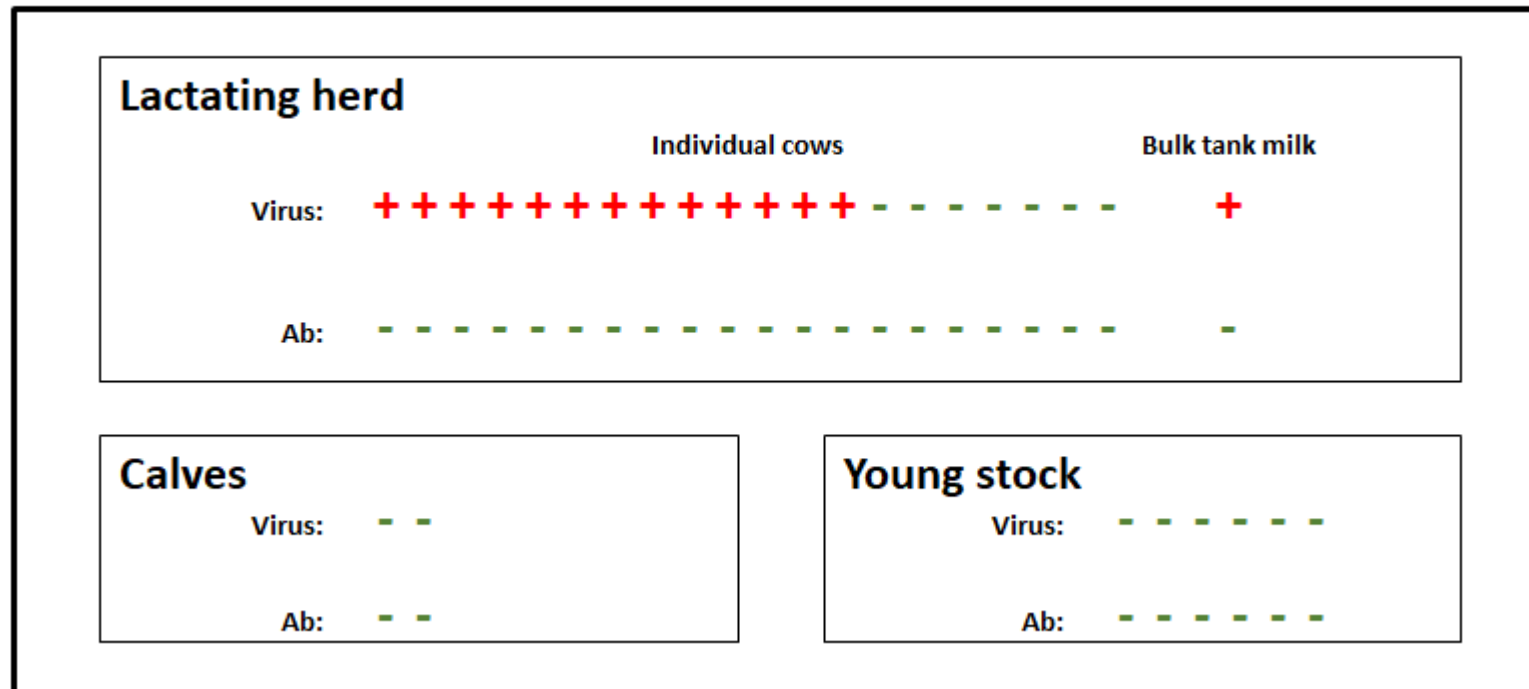 Lactating herd
Individual cows Bulk tank milk
Virus: + + + + + + + + + + + + + - - - - - - - +
Ab: - - - - - - - - - - - - - - - - - - - - -
Calves
Virus: - -
Ab: - -
Young stock
Virus: - - - - - -
Ab: - - - - - -